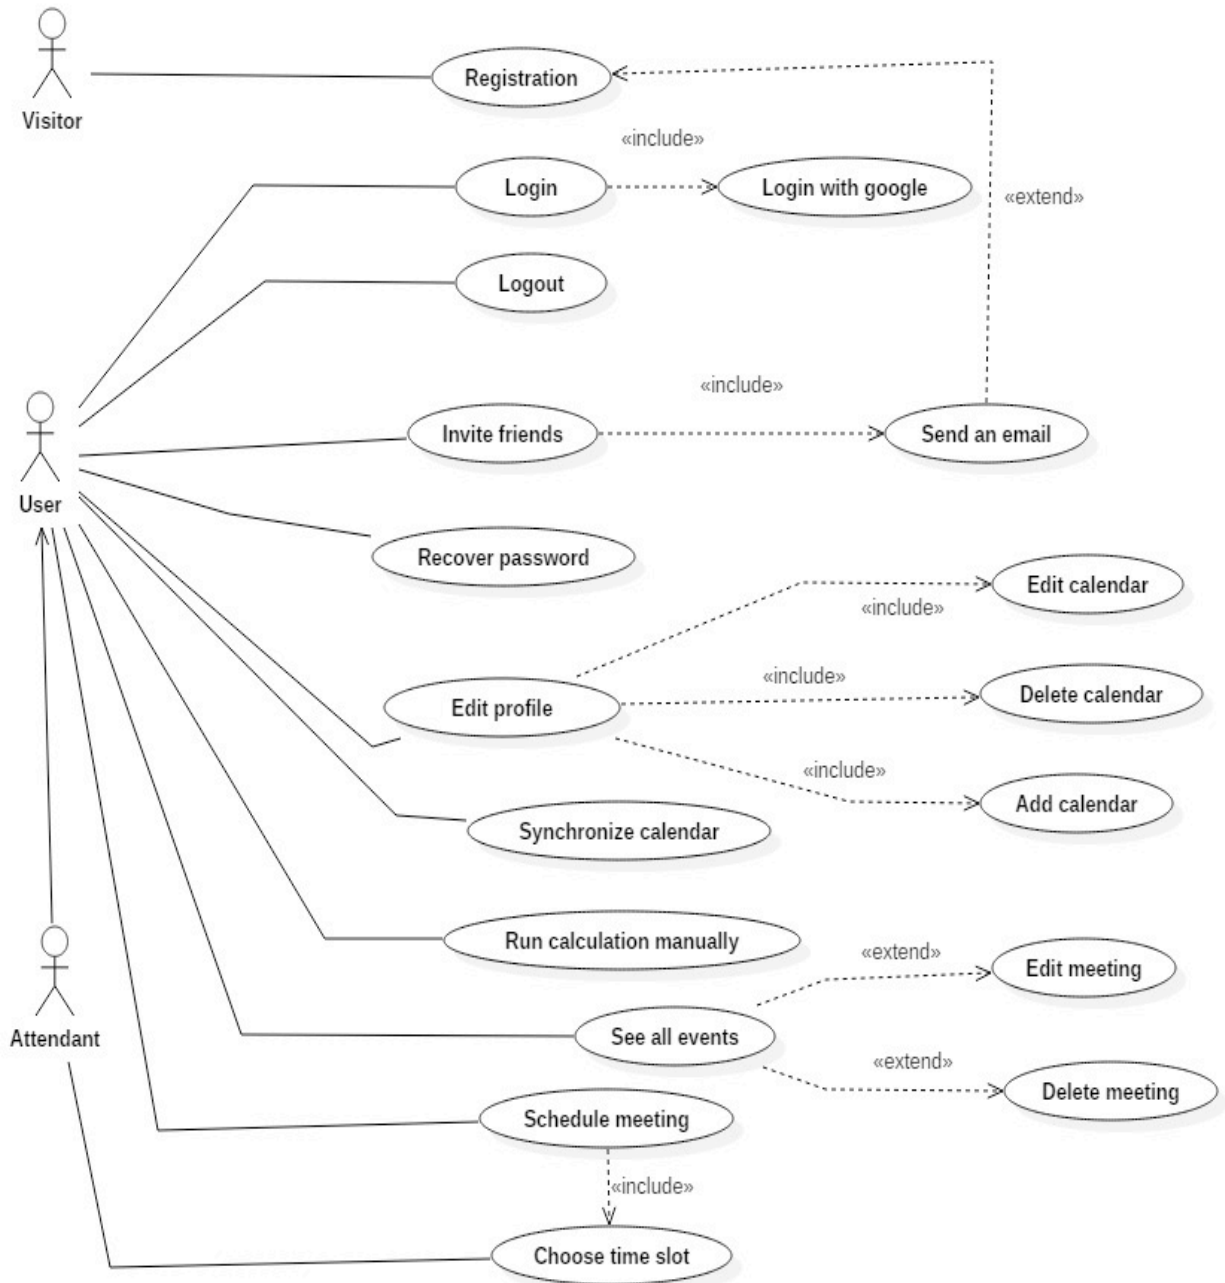 Registration
Visitor
«include»
Login
Login with google
«extend»
Logout
«include»
Invite friends
Send an email
User
Recover password
Edit calendar
«include»
«include»
Delete calendar
Edit profile
«include»
Add calendar
Synchronize calendar
Run calculation manually
«extend»
Edit meeting
Attendant
See all events
«extend»
Delete meeting
Schedule meeting
«include»
Choose time slot